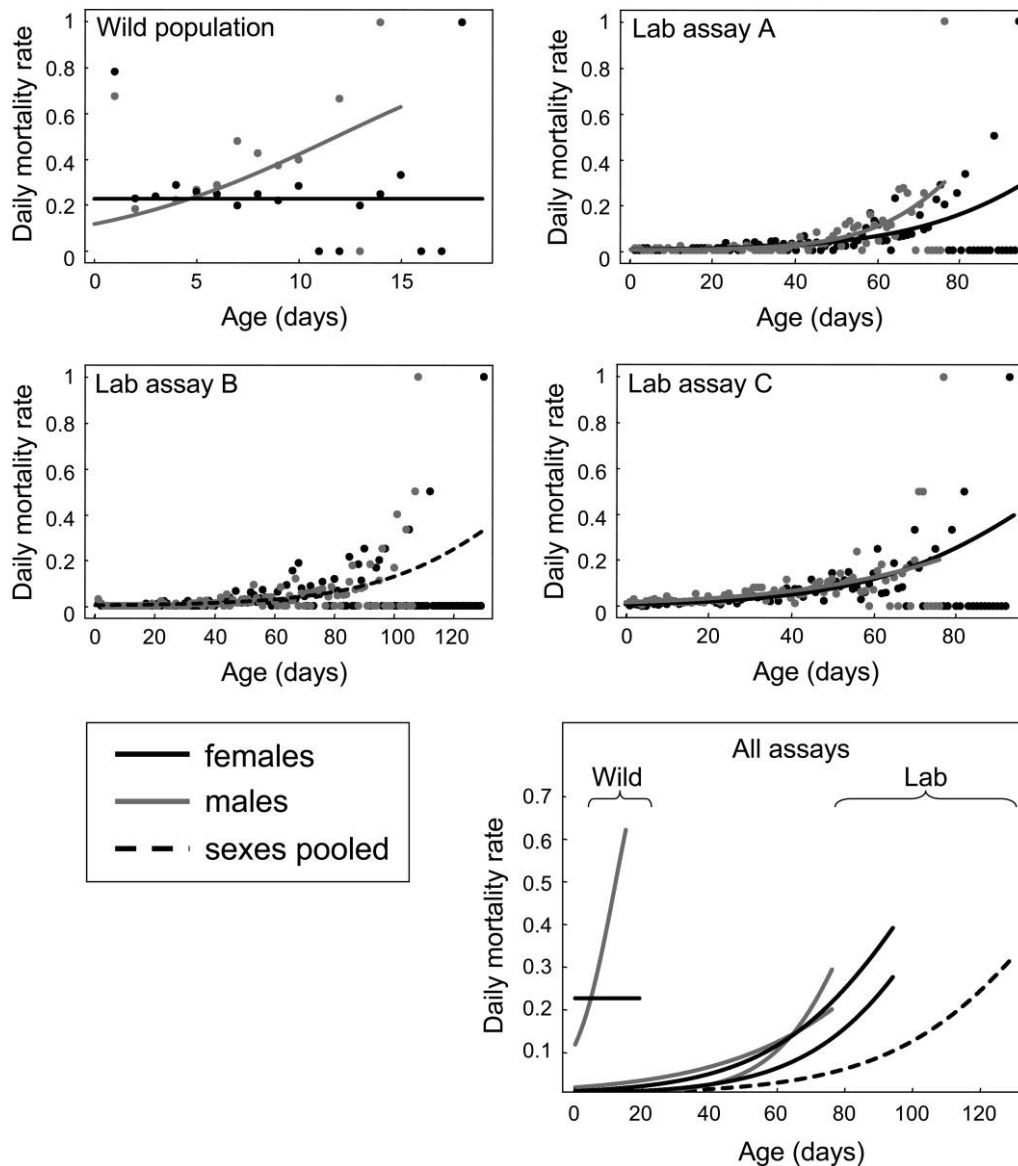 Wild population
Daily mortality rate
1
0.8
0.6
0.4
0.2
0
0 5 10 15
Age (days)
Lab assay A
Daily mortality rate
1
0.8
0.6
0.4
0.2
0
0 20 40 60 80
Age (days)
Lab assay B
Daily mortality rate
1
0.8
0.6
0.4
0.2
0
0 20 40 60 80 100 120
Age (days)
Lab assay C
Daily mortality rate
1
0.8
0.6
0.4
0.2
0
0 20 40 60 80
Age (days)
females
males
sexes pooled
All assays
Wild
Lab
Daily mortality rate
0.7
0.6
0.5
0.4
0.3
0.2
0.1
0 20 40 60 80 100 120
Age (days)